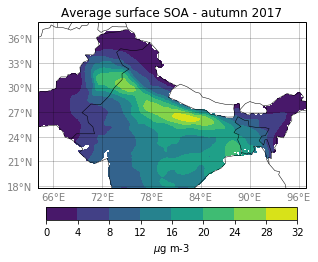 Average surface SOA - autumn 2017
36°N
33°N
30°N
27°N
24°N
21°N
18°N
66°E 72°E 78°E 84°E 90°E 96°E
0 4 8 12 16 20 24 28 32
μg m-3